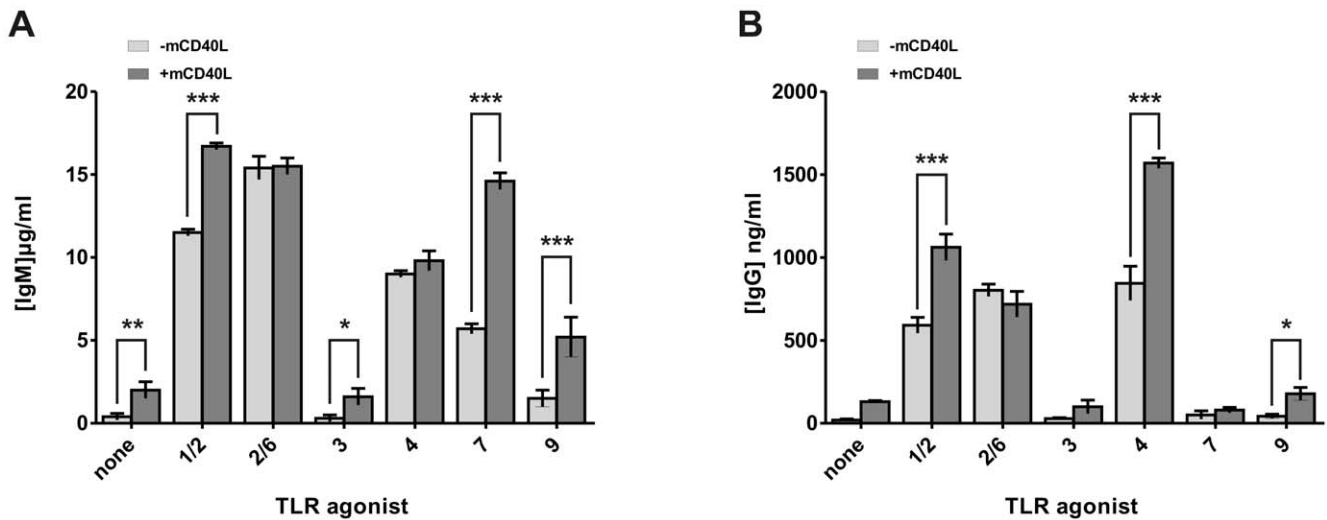 A
-mCD40L
+mCD40L
[IgM]µg/ml
20
15
10
5
0
**
***
*
***
***
none
1/2
2/6
3
4
7
9
TLR agonist
B
-mCD40L
+mCD40L
[IgG] ng/ml
2000
1500
1000
500
0
***
***
*
none
1/2
2/6
3
4
7
9
TLR agonist